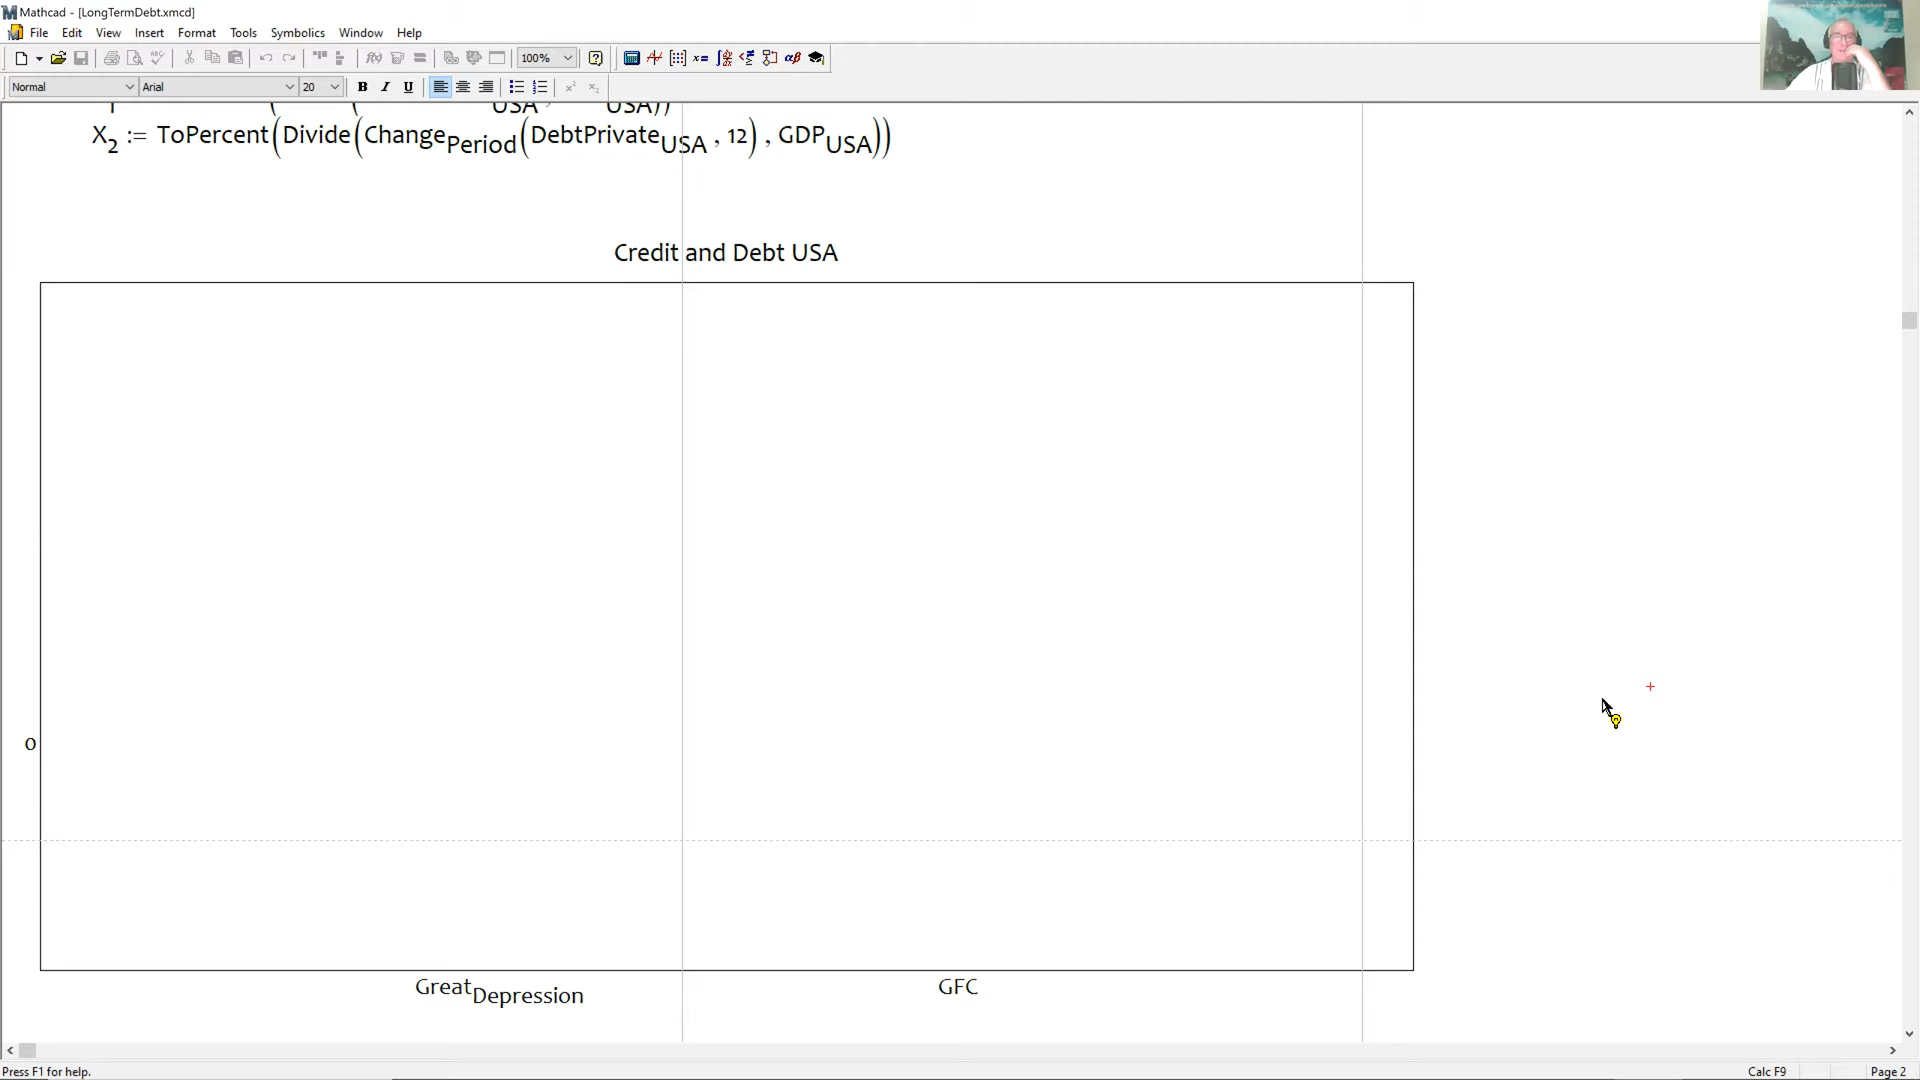 Mathcad - [LongTermDebt.xmcd]
File Edit View Insert Format Tools Symbolics Window Help
100%
Normal Arial 20 B I U
USA , USA))
X2 := ToPercent(Divide(ChangePeriod(DebtPrivateUSA , 12) , GDPUSA))
Credit and Debt USA
0
GreatDepression GFC
Press F1 for help. Calc F9 Page 2